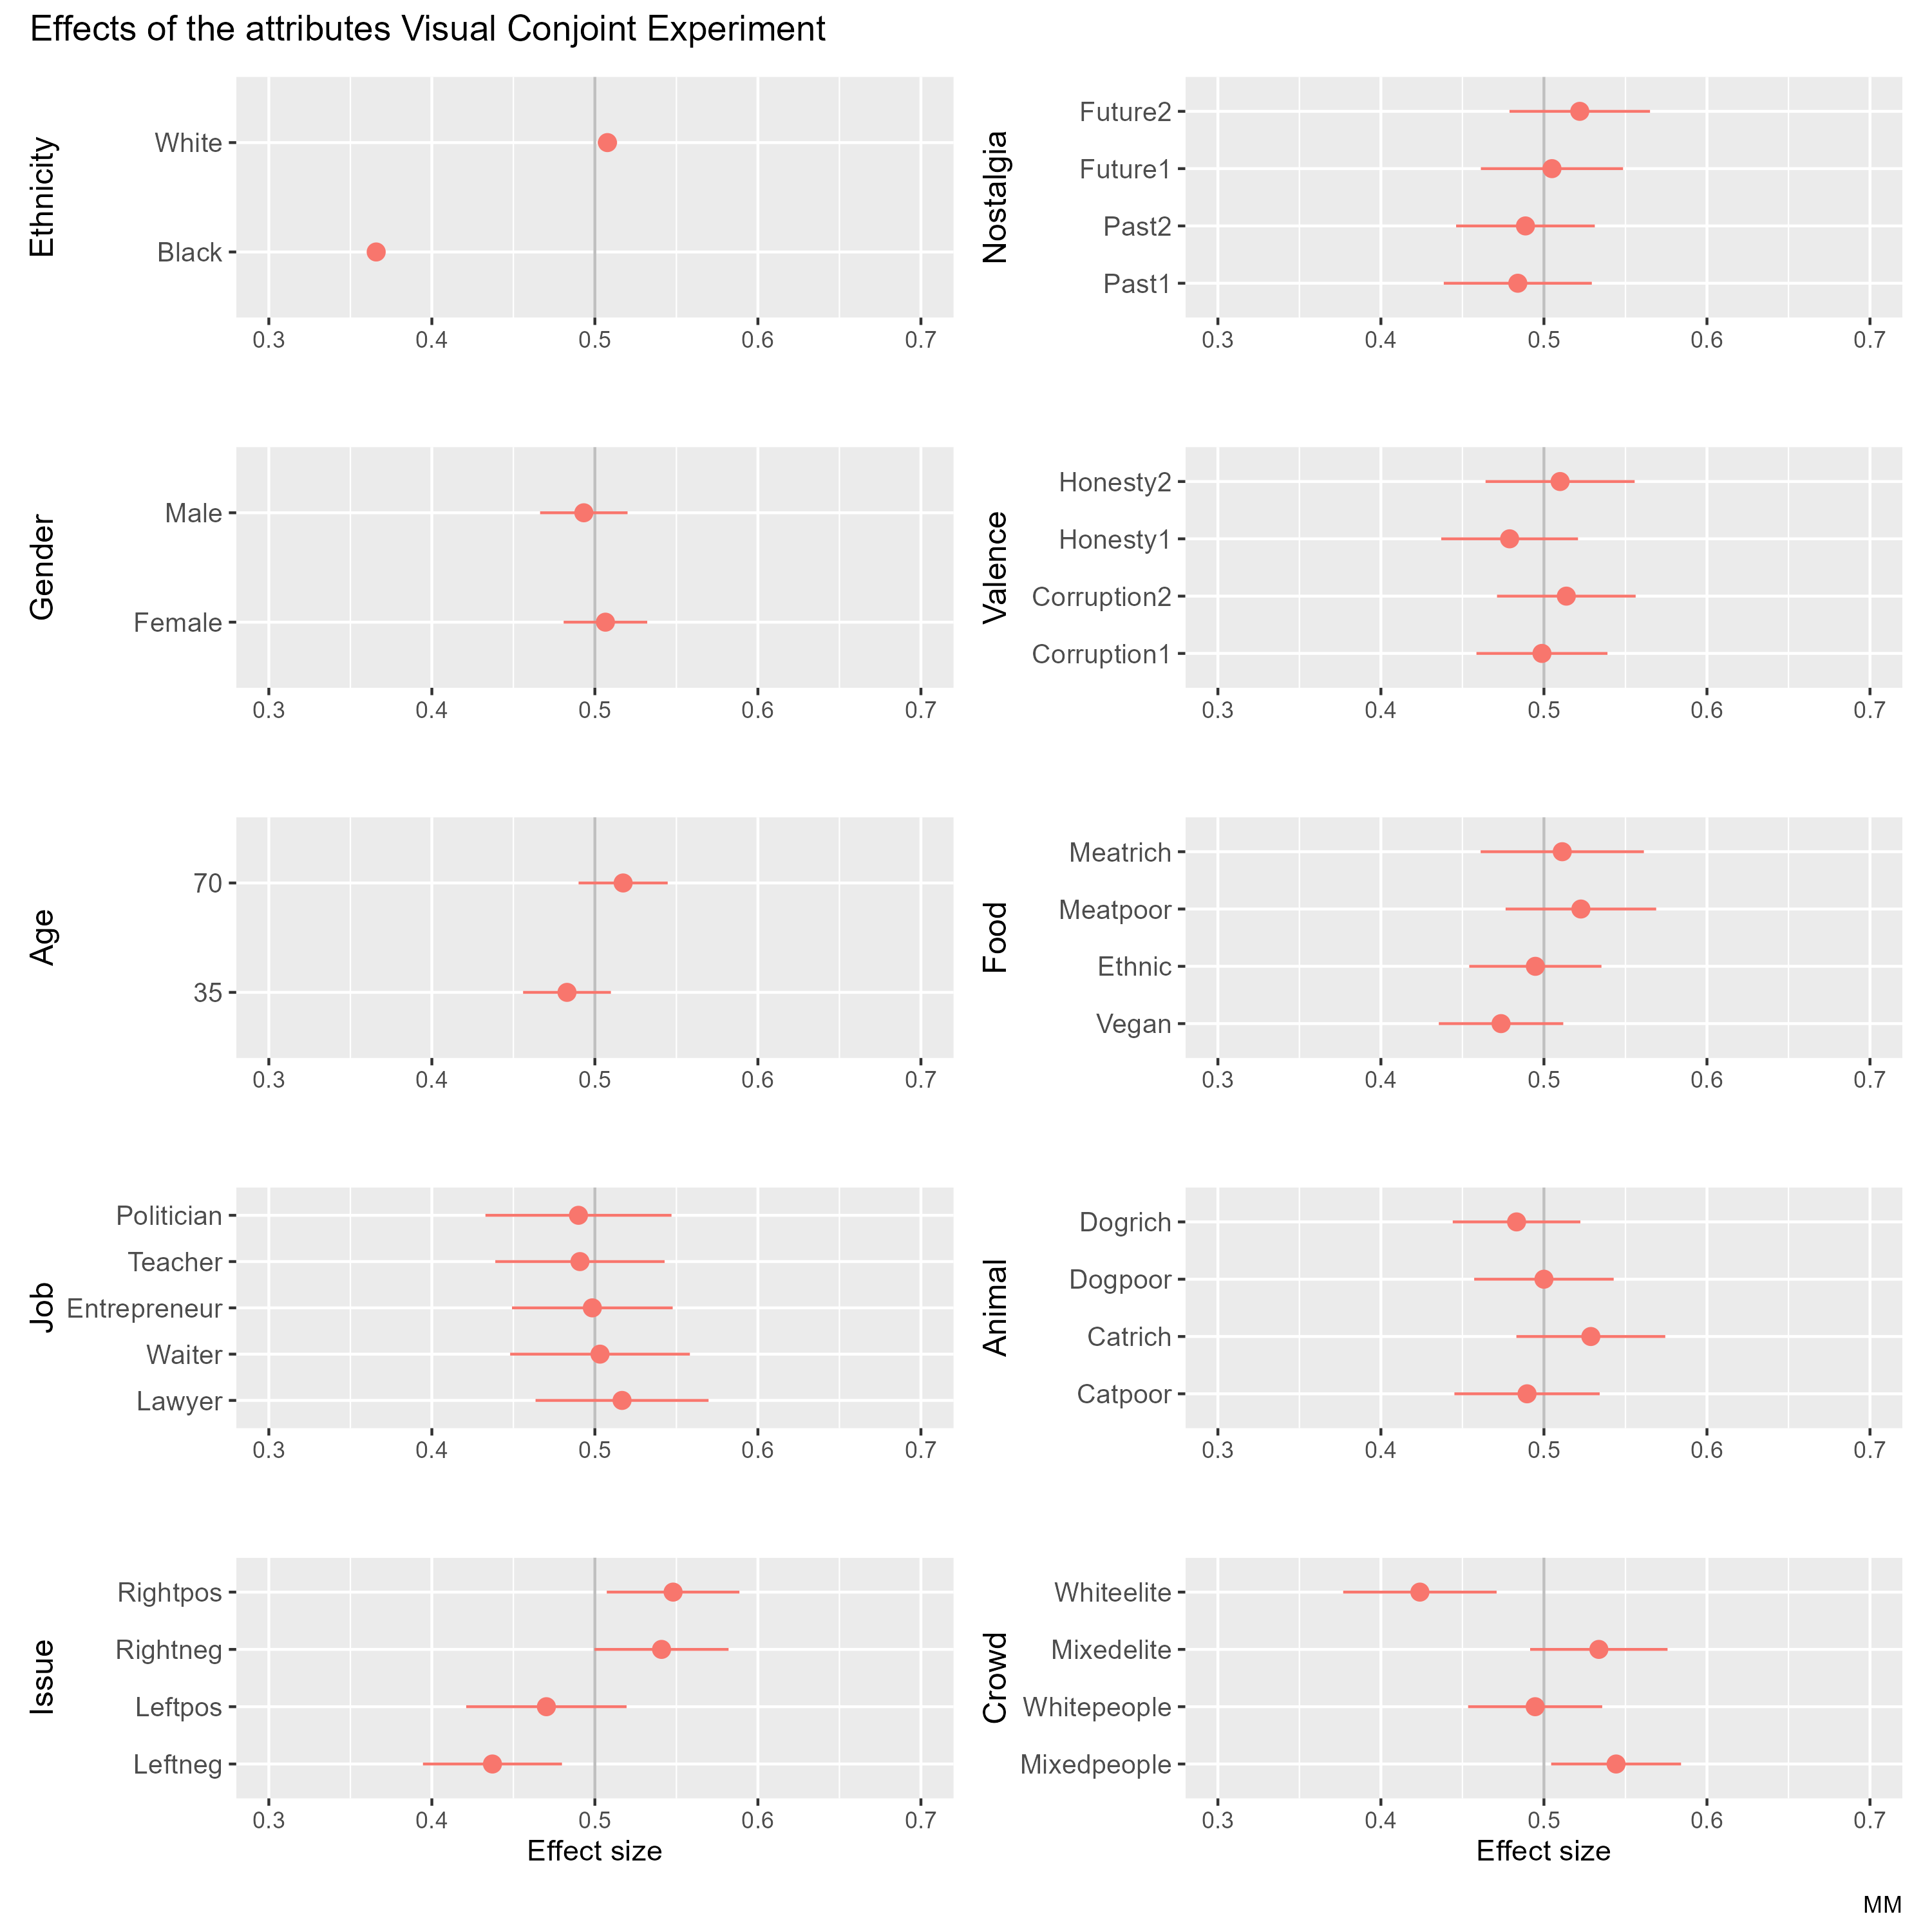 Effects of the attributes Visual Conjoint Experiment
Ethnicity
White
Black
0.3 0.4 0.5 0.6 0.7
Nostalgia
Future2
Future1
Past2
Past1
0.3 0.4 0.5 0.6 0.7
Gender
Male
Female
0.3 0.4 0.5 0.6 0.7
Valence
Honesty2
Honesty1
Corruption2
Corruption1
0.3 0.4 0.5 0.6 0.7
Age
70
35
0.3 0.4 0.5 0.6 0.7
Food
Meatrich
Meatpoor
Ethnic
Vegan
0.3 0.4 0.5 0.6 0.7
Job
Politician
Teacher
Entrepreneur
Waiter
Lawyer
0.3 0.4 0.5 0.6 0.7
Animal
Dogrich
Dogpoor
Catrich
Catpoor
0.3 0.4 0.5 0.6 0.7
Issue
Rightpos
Rightneg
Leftpos
Leftneg
0.3 0.4 0.5 0.6 0.7
Effect size
Crowd
Whiteelite
Mixedelite
Whitepeople
Mixedpeople
0.3 0.4 0.5 0.6 0.7
Effect size
MM